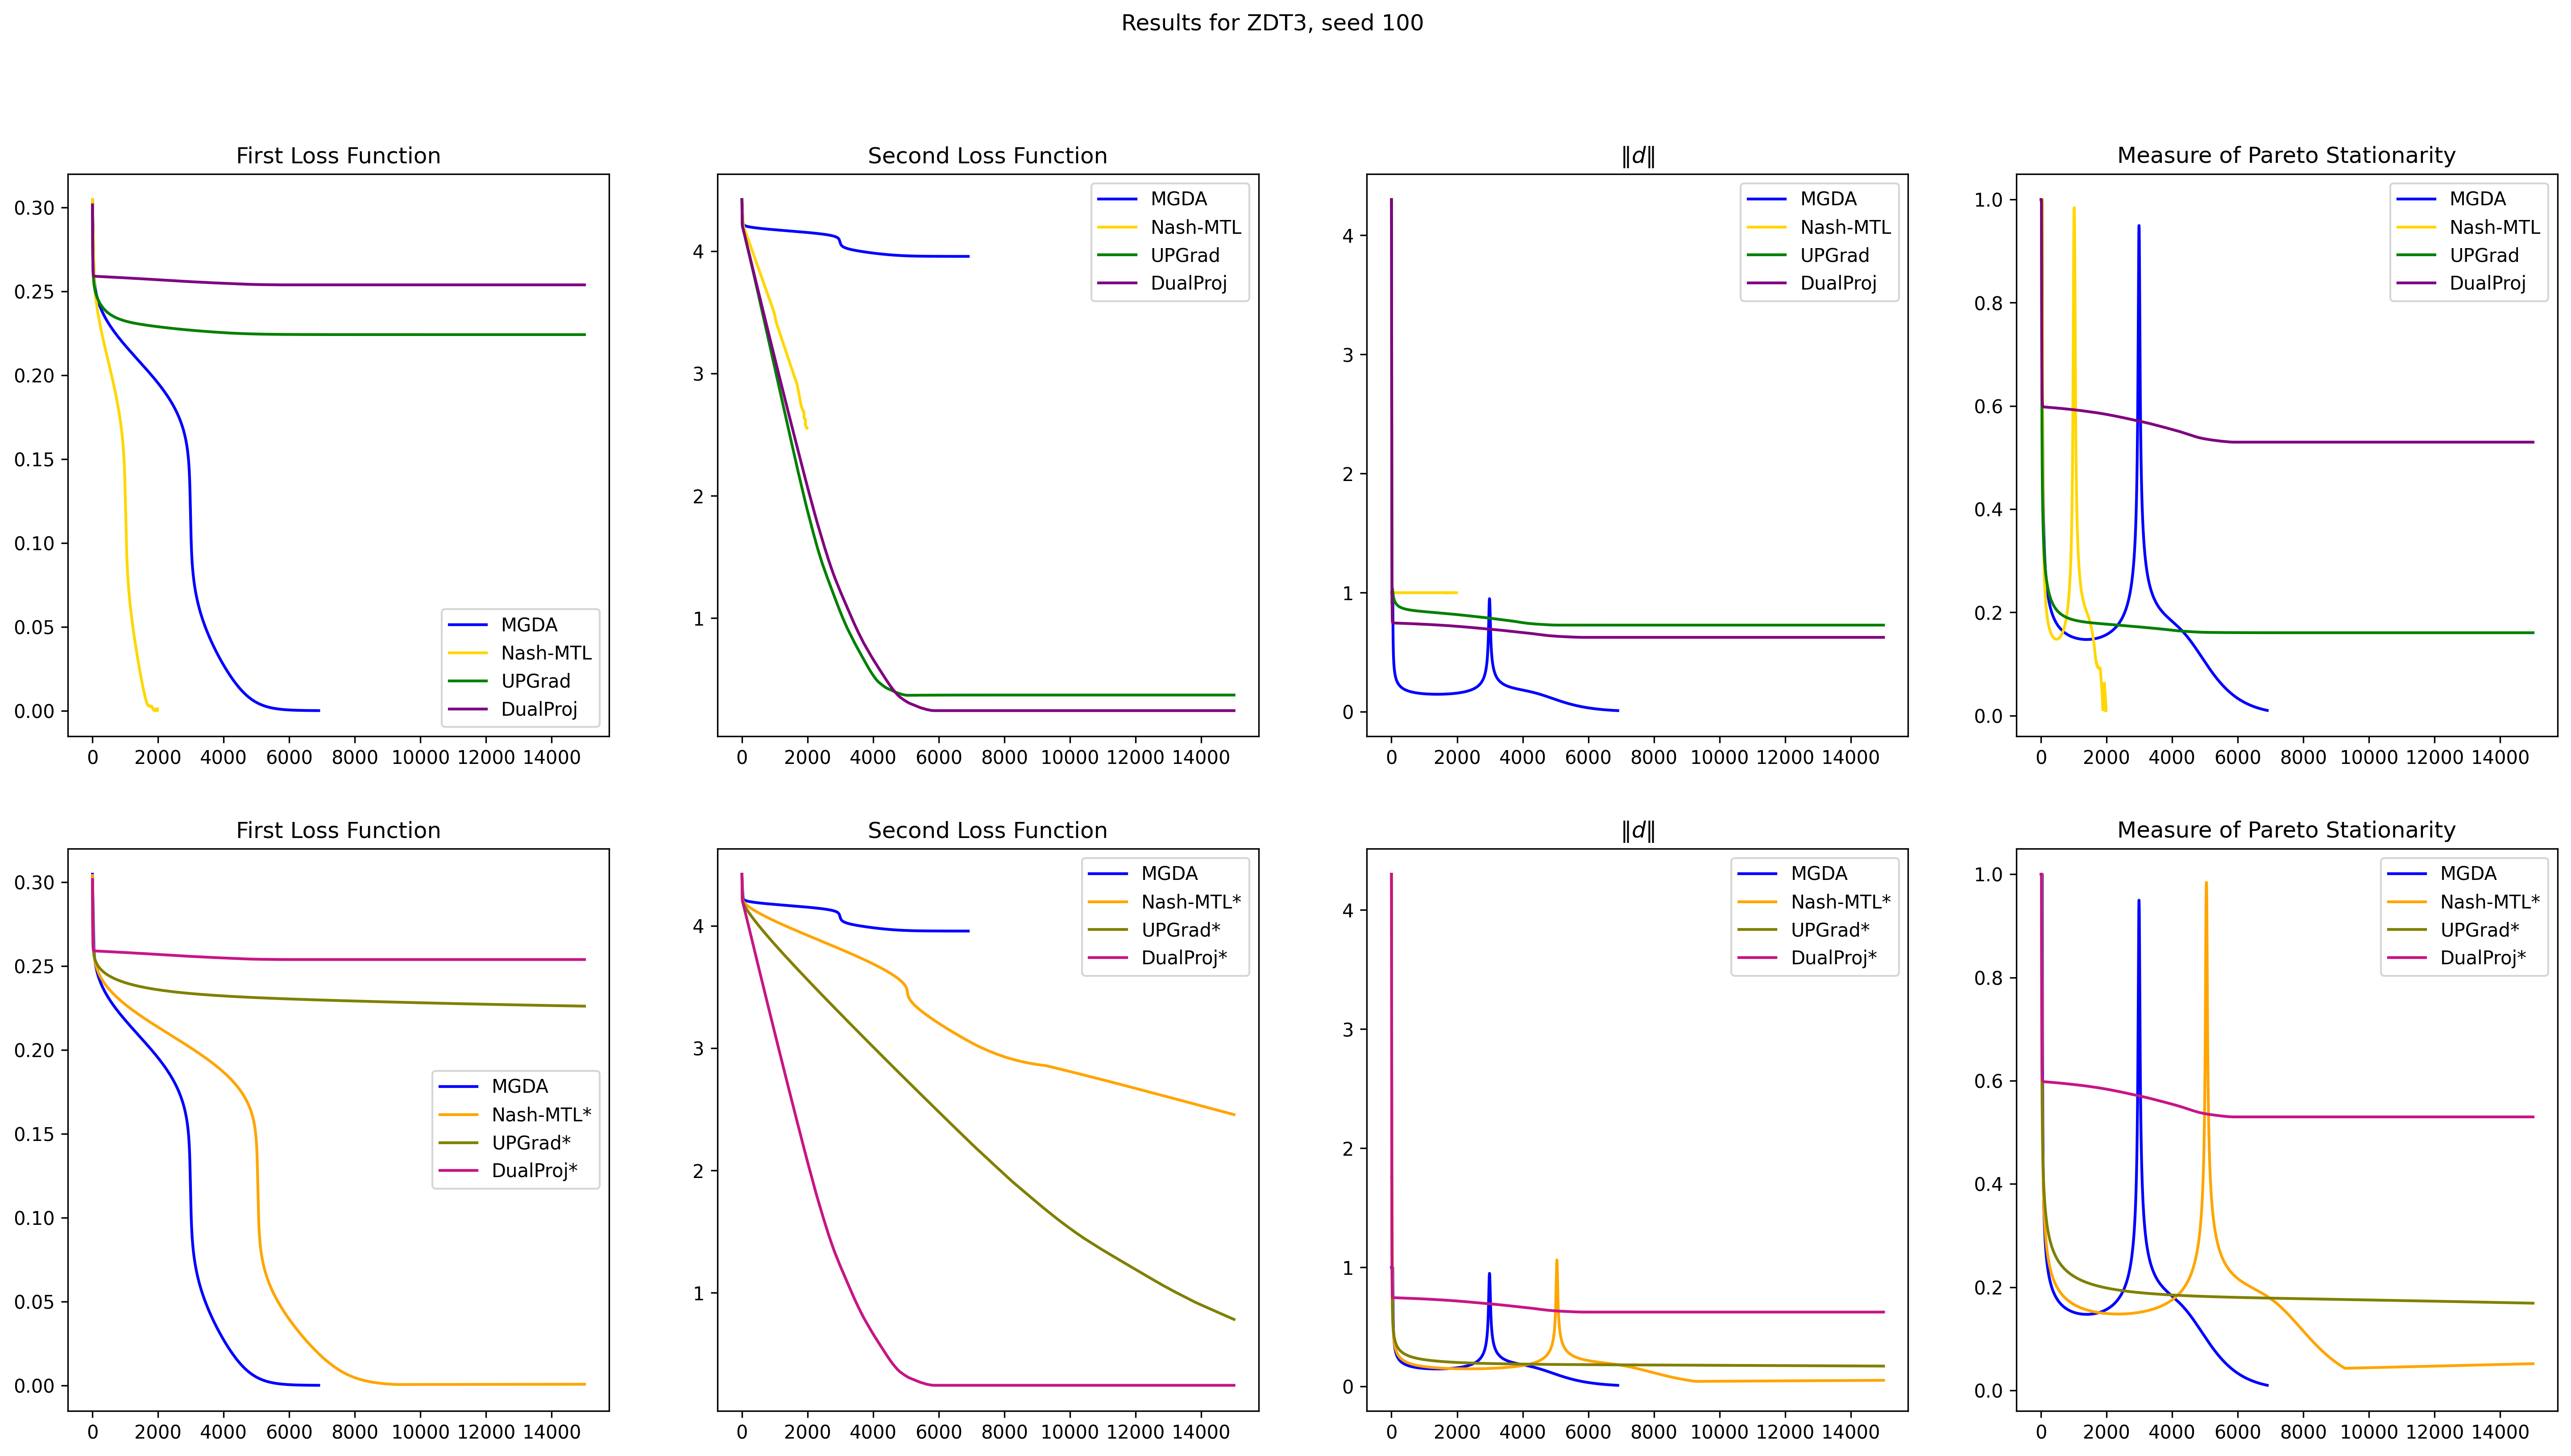 Results for ZDT3, seed 100
First Loss Function
0.30
0.25
0.20
0.15
0.10
0.05
0.00
0 2000 4000 6000 8000 10000 12000 14000
MGDA
Nash-MTL
UPGrad
DualProj
Second Loss Function
4
3
2
1
0 2000 4000 6000 8000 10000 12000 14000
MGDA
Nash-MTL
UPGrad
DualProj
‖d‖
4
3
2
1
0
0 2000 4000 6000 8000 10000 12000 14000
MGDA
Nash-MTL
UPGrad
DualProj
Measure of Pareto Stationarity
1.0
0.8
0.6
0.4
0.2
0.0
0 2000 4000 6000 8000 10000 12000 14000
MGDA
Nash-MTL
UPGrad
DualProj
First Loss Function
0.30
0.25
0.20
0.15
0.10
0.05
0.00
0 2000 4000 6000 8000 10000 12000 14000
MGDA
Nash-MTL*
UPGrad*
DualProj*
Second Loss Function
4
3
2
1
0 2000 4000 6000 8000 10000 12000 14000
MGDA
Nash-MTL*
UPGrad*
DualProj*
‖d‖
4
3
2
1
0
0 2000 4000 6000 8000 10000 12000 14000
MGDA
Nash-MTL*
UPGrad*
DualProj*
Measure of Pareto Stationarity
1.0
0.8
0.6
0.4
0.2
0.0
0 2000 4000 6000 8000 10000 12000 14000
MGDA
Nash-MTL*
UPGrad*
DualProj*